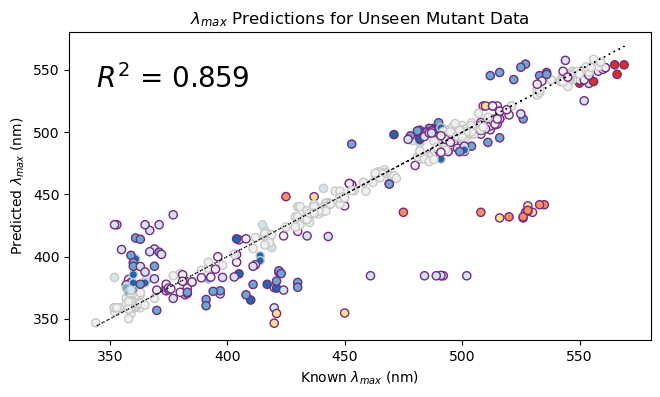 λmax Predictions for Unseen Mutant Data
R² = 0.859
Predicted λmax (nm)
550
500
450
400
350
350 400 450 500 550
Known λmax (nm)